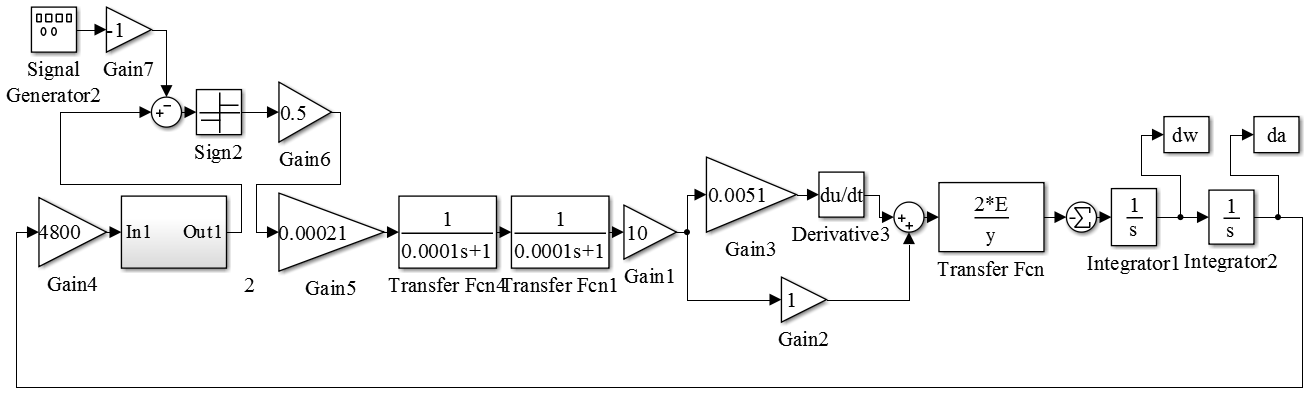 -1
Signal
Generator2
Gain7
+
−
Sign2
0.5
Gain6
dw
da
4800
Gain4
In1
Out1
2
0.00021
Gain5
1
0.0001s+1
Transfer Fcn4
1
0.0001s+1
Transfer Fcn1
10
Gain1
0.0051
Gain3
du/dt
Derivative3
+
+
2*E
y
Transfer Fcn
−Σ
1
s
Integrator1
1
s
Integrator2
1
Gain2